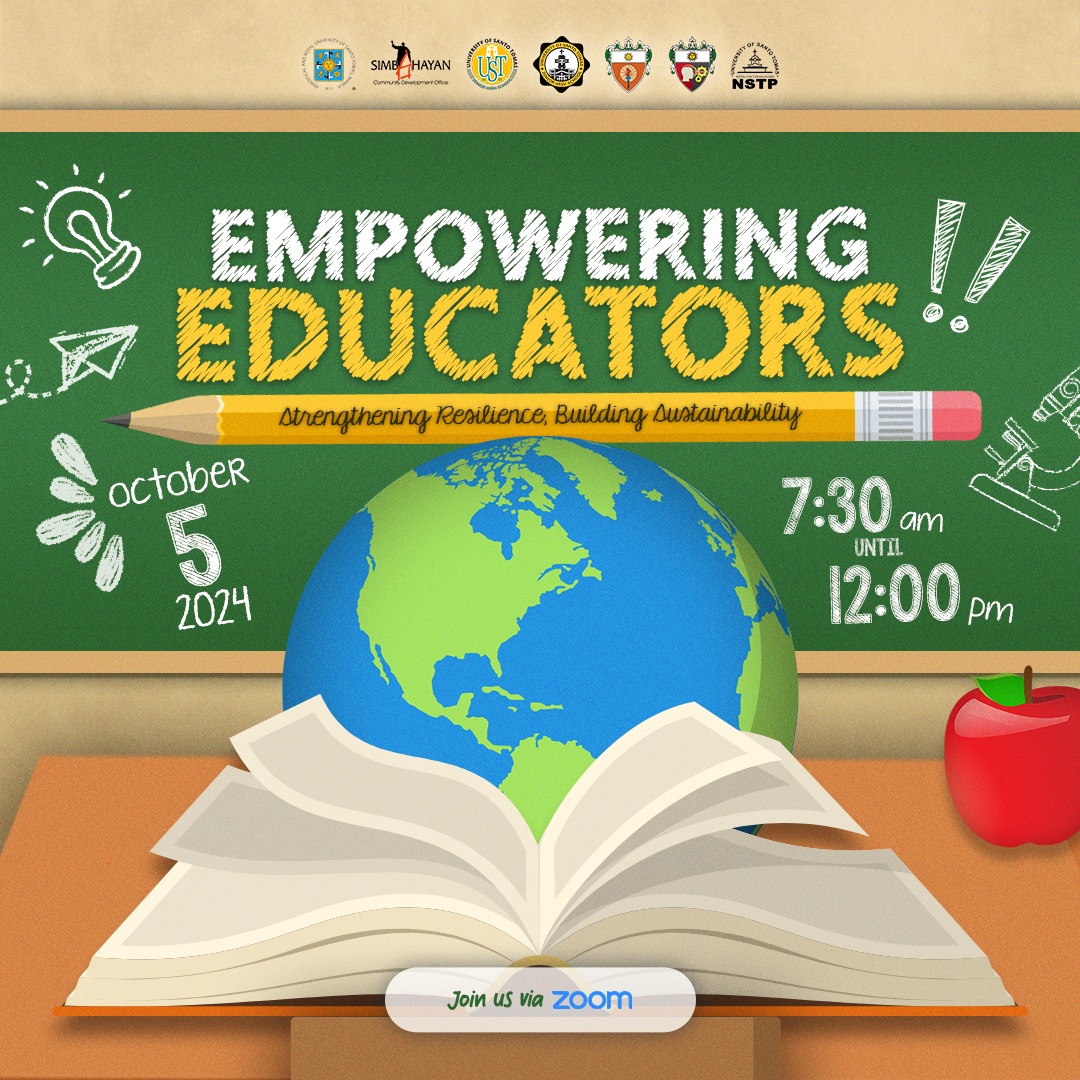 SIMBAHAYAN
Community Development Office
UNIVERSITY OF SANTO TOMAS
UST
UNIVERSITY OF SANTO TOMAS
NSTP
EMPOWERING
EDUCATORS
Strengthening Resilience, Building Sustainability
October
5
2024
7:30 am
UNTIL
12:00 pm
Join us via zoom